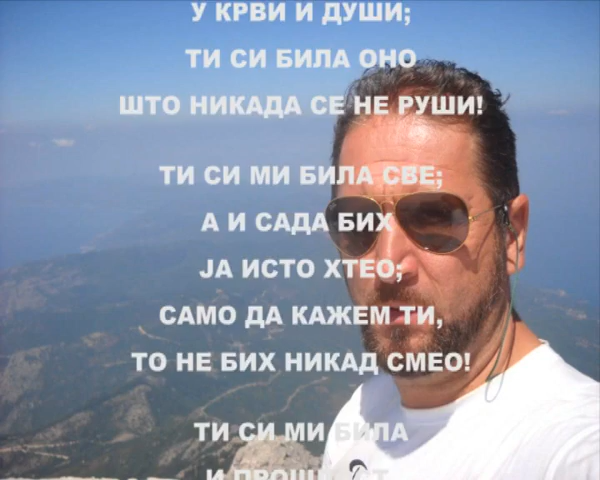 У КРВИ И ДУШИ;
ТИ СИ БИЛА ОНО
ШТО НИКАДА СЕ НЕ РУШИ!
ТИ СИ МИ БИЛА СВЕ;
А И САДА БИХ
ЈА ИСТО ХТЕО;
САМО ДА КАЖЕМ ТИ,
ТО НЕ БИХ НИКАД СМЕО!
ТИ СИ МИ БИЛА
И